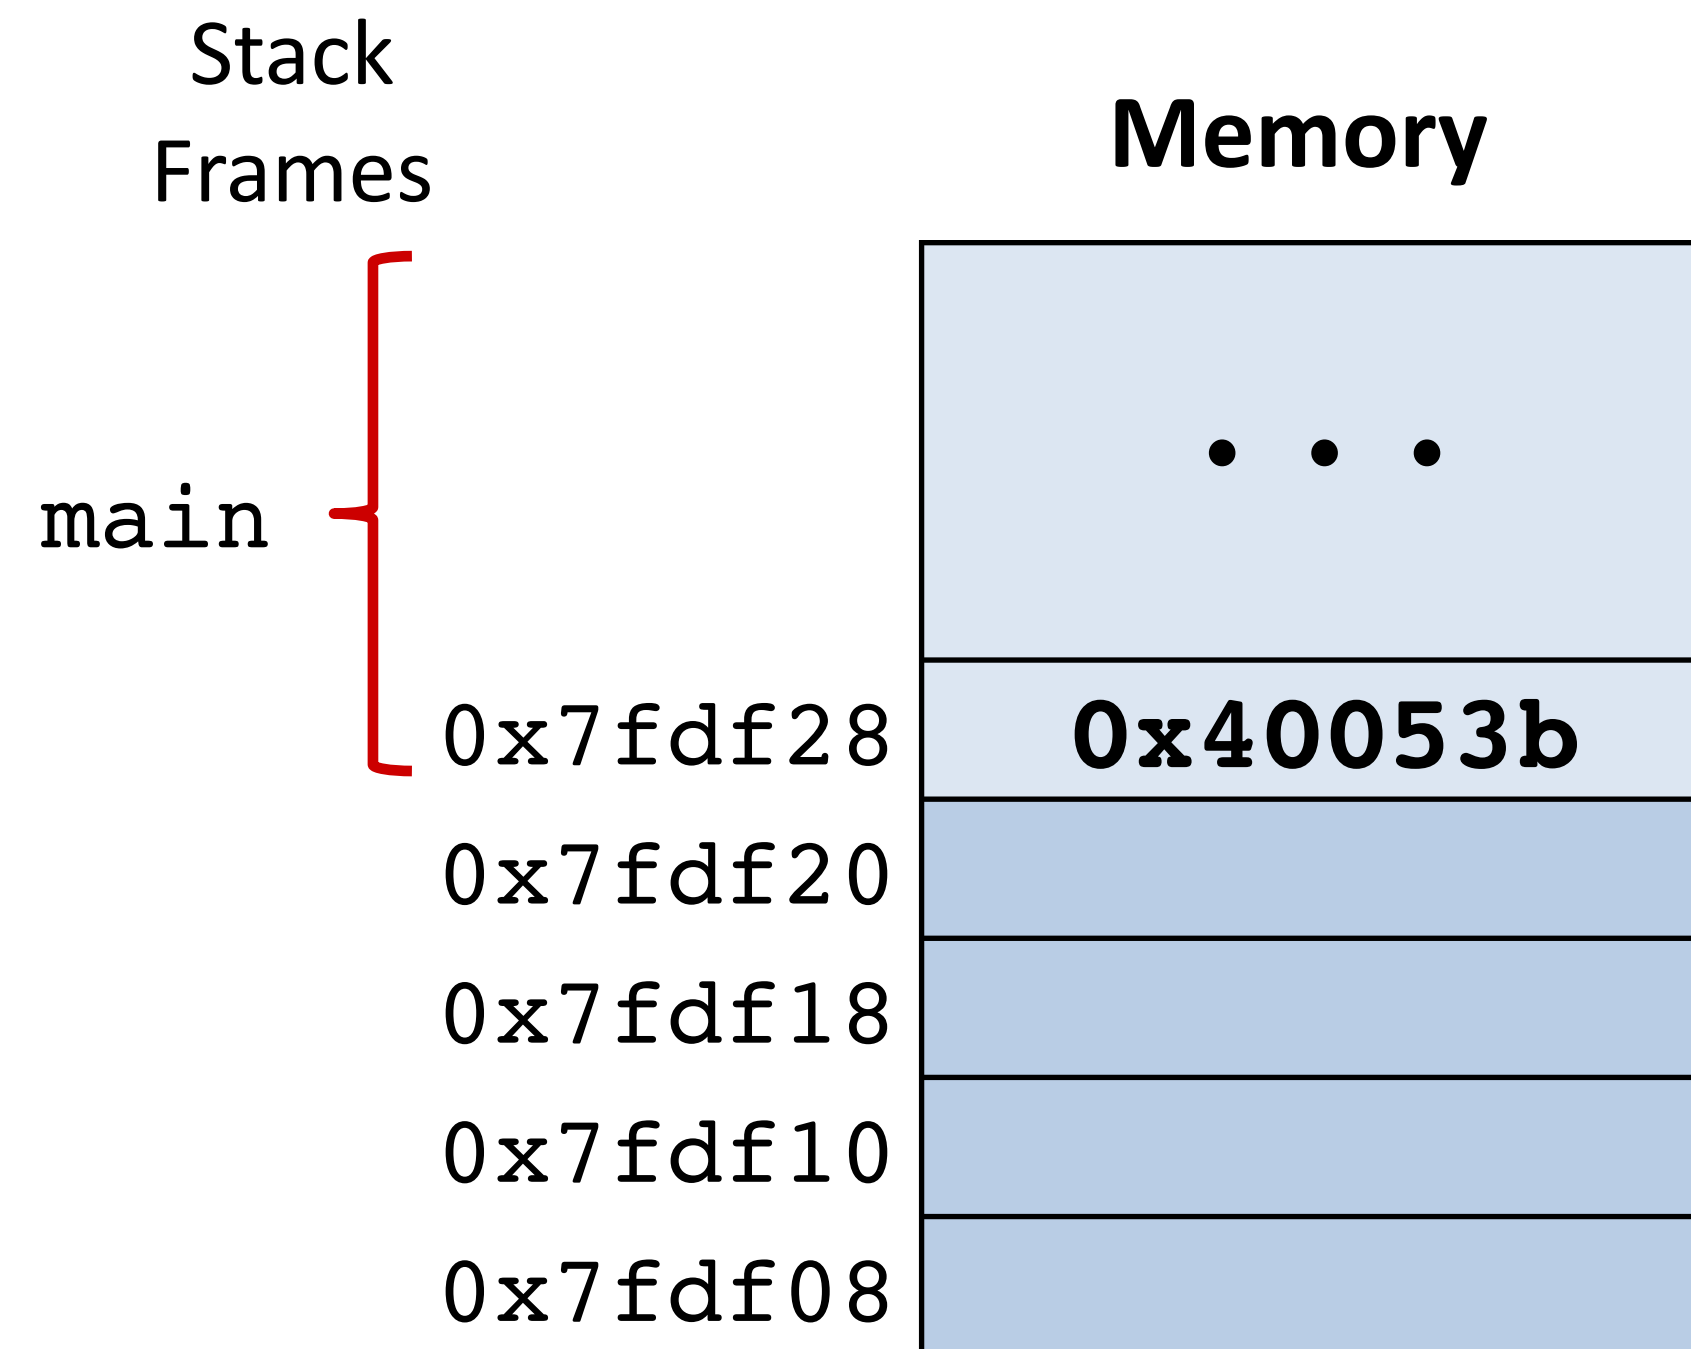 Stack
Frames
Memory
. . .
main
0x7fdf28 0x40053b
0x7fdf20
0x7fdf18
0x7fdf10
0x7fdf08